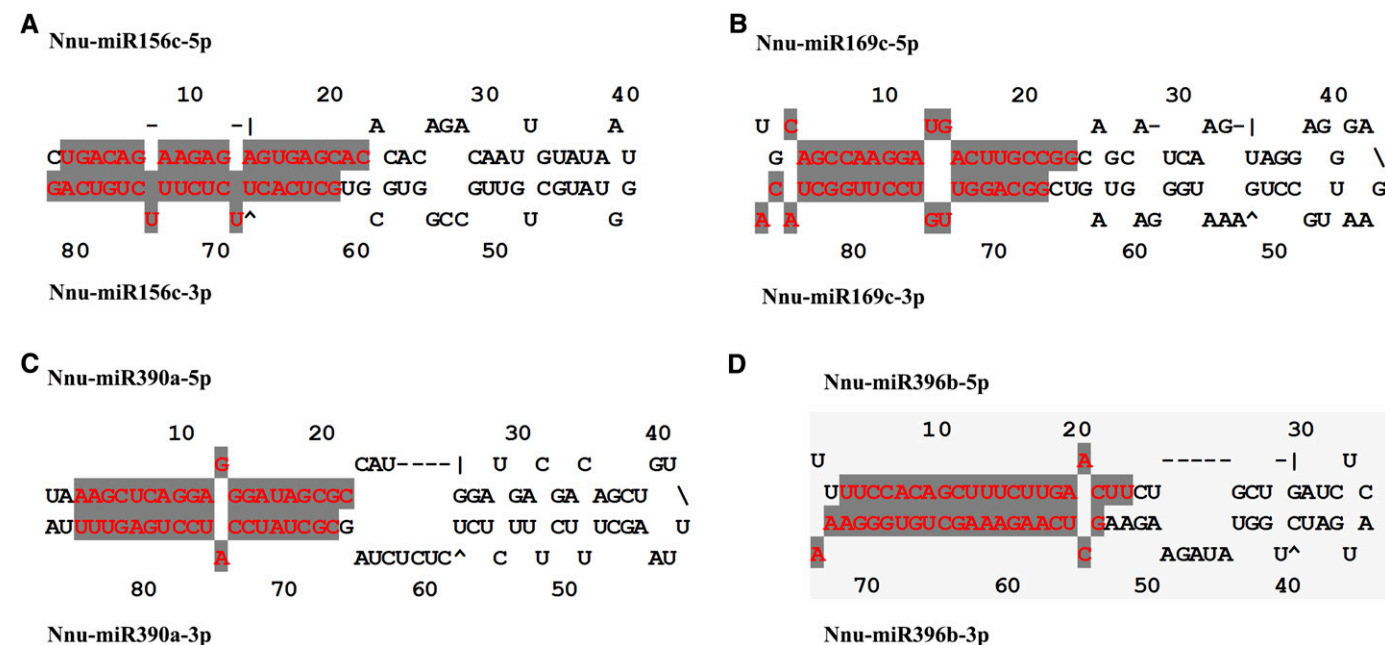 A
Nnu-miR156c-5p
10 20 30 40
- -| A AGA U A
CUGACAG AAGAG AGUGAGCAC CAC CAAU GUAUA U
GACUGUC UUCUC UCACUCGUG GUG GUUG CGUAU G
U U^ C GCC U G
80 70 60 50
Nnu-miR156c-3p
B
Nnu-miR169c-5p
10 20 30 40
U C UG A A- AG-| AG GA
G AGCCAAGGA ACUUGCCGGC GC UCA UAGG G \
C UCGGUUCCU UGGACGGCUG UG GGU GUCC U G
A A GU A AG AAA^ GU AA
80 70 60 50
Nnu-miR169c-3p
C
Nnu-miR390a-5p
10 20 30 40
G CAU----| U C C GU
UAAAGCUCAGGA GGAUAGCGC GGA GA GA AGCU \
AUUUUGAGUCCU CCUAUCGCG UCU UU CU UCGA U
A AUCUCUC^ C U U AU
80 70 60 50
Nnu-miR390a-3p
D
Nnu-miR396b-5p
10 20 30
U A ----- -| U
UUUCCACAGCUUUCUUGA CUUCU GCU GAUC C
AAGGGUGUCGAAAGAACU GAAGA UGG CUAG A
A C AGAUA U^ U
70 60 50 40
Nnu-miR396b-3p